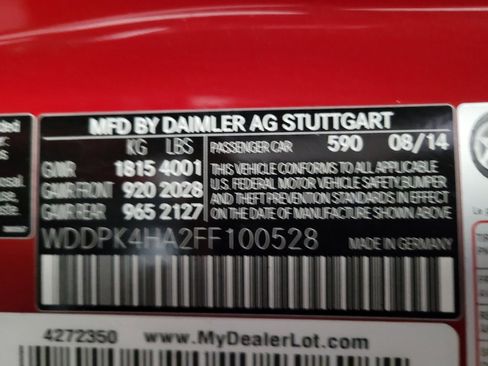 MFD BY DAIMLER AG STUTTGART
KG LBS PASSENGER CAR 590 08/14
GVWR 1815 4001 THIS VEHICLE CONFORMS TO ALL APPLICABLE
GAWR FRONT 920 2028 U.S. FEDERAL MOTOR VEHICLE SAFETY, BUMPER
GAWR REAR 965 2127 AND THEFT PREVENTION STANDARDS IN EFFECT
ON THE DATE OF MANUFACTURE SHOWN ABOVE.
WDDPK4HA2FF100528 MADE IN GERMANY
4272350 www.MyDealerLot.com